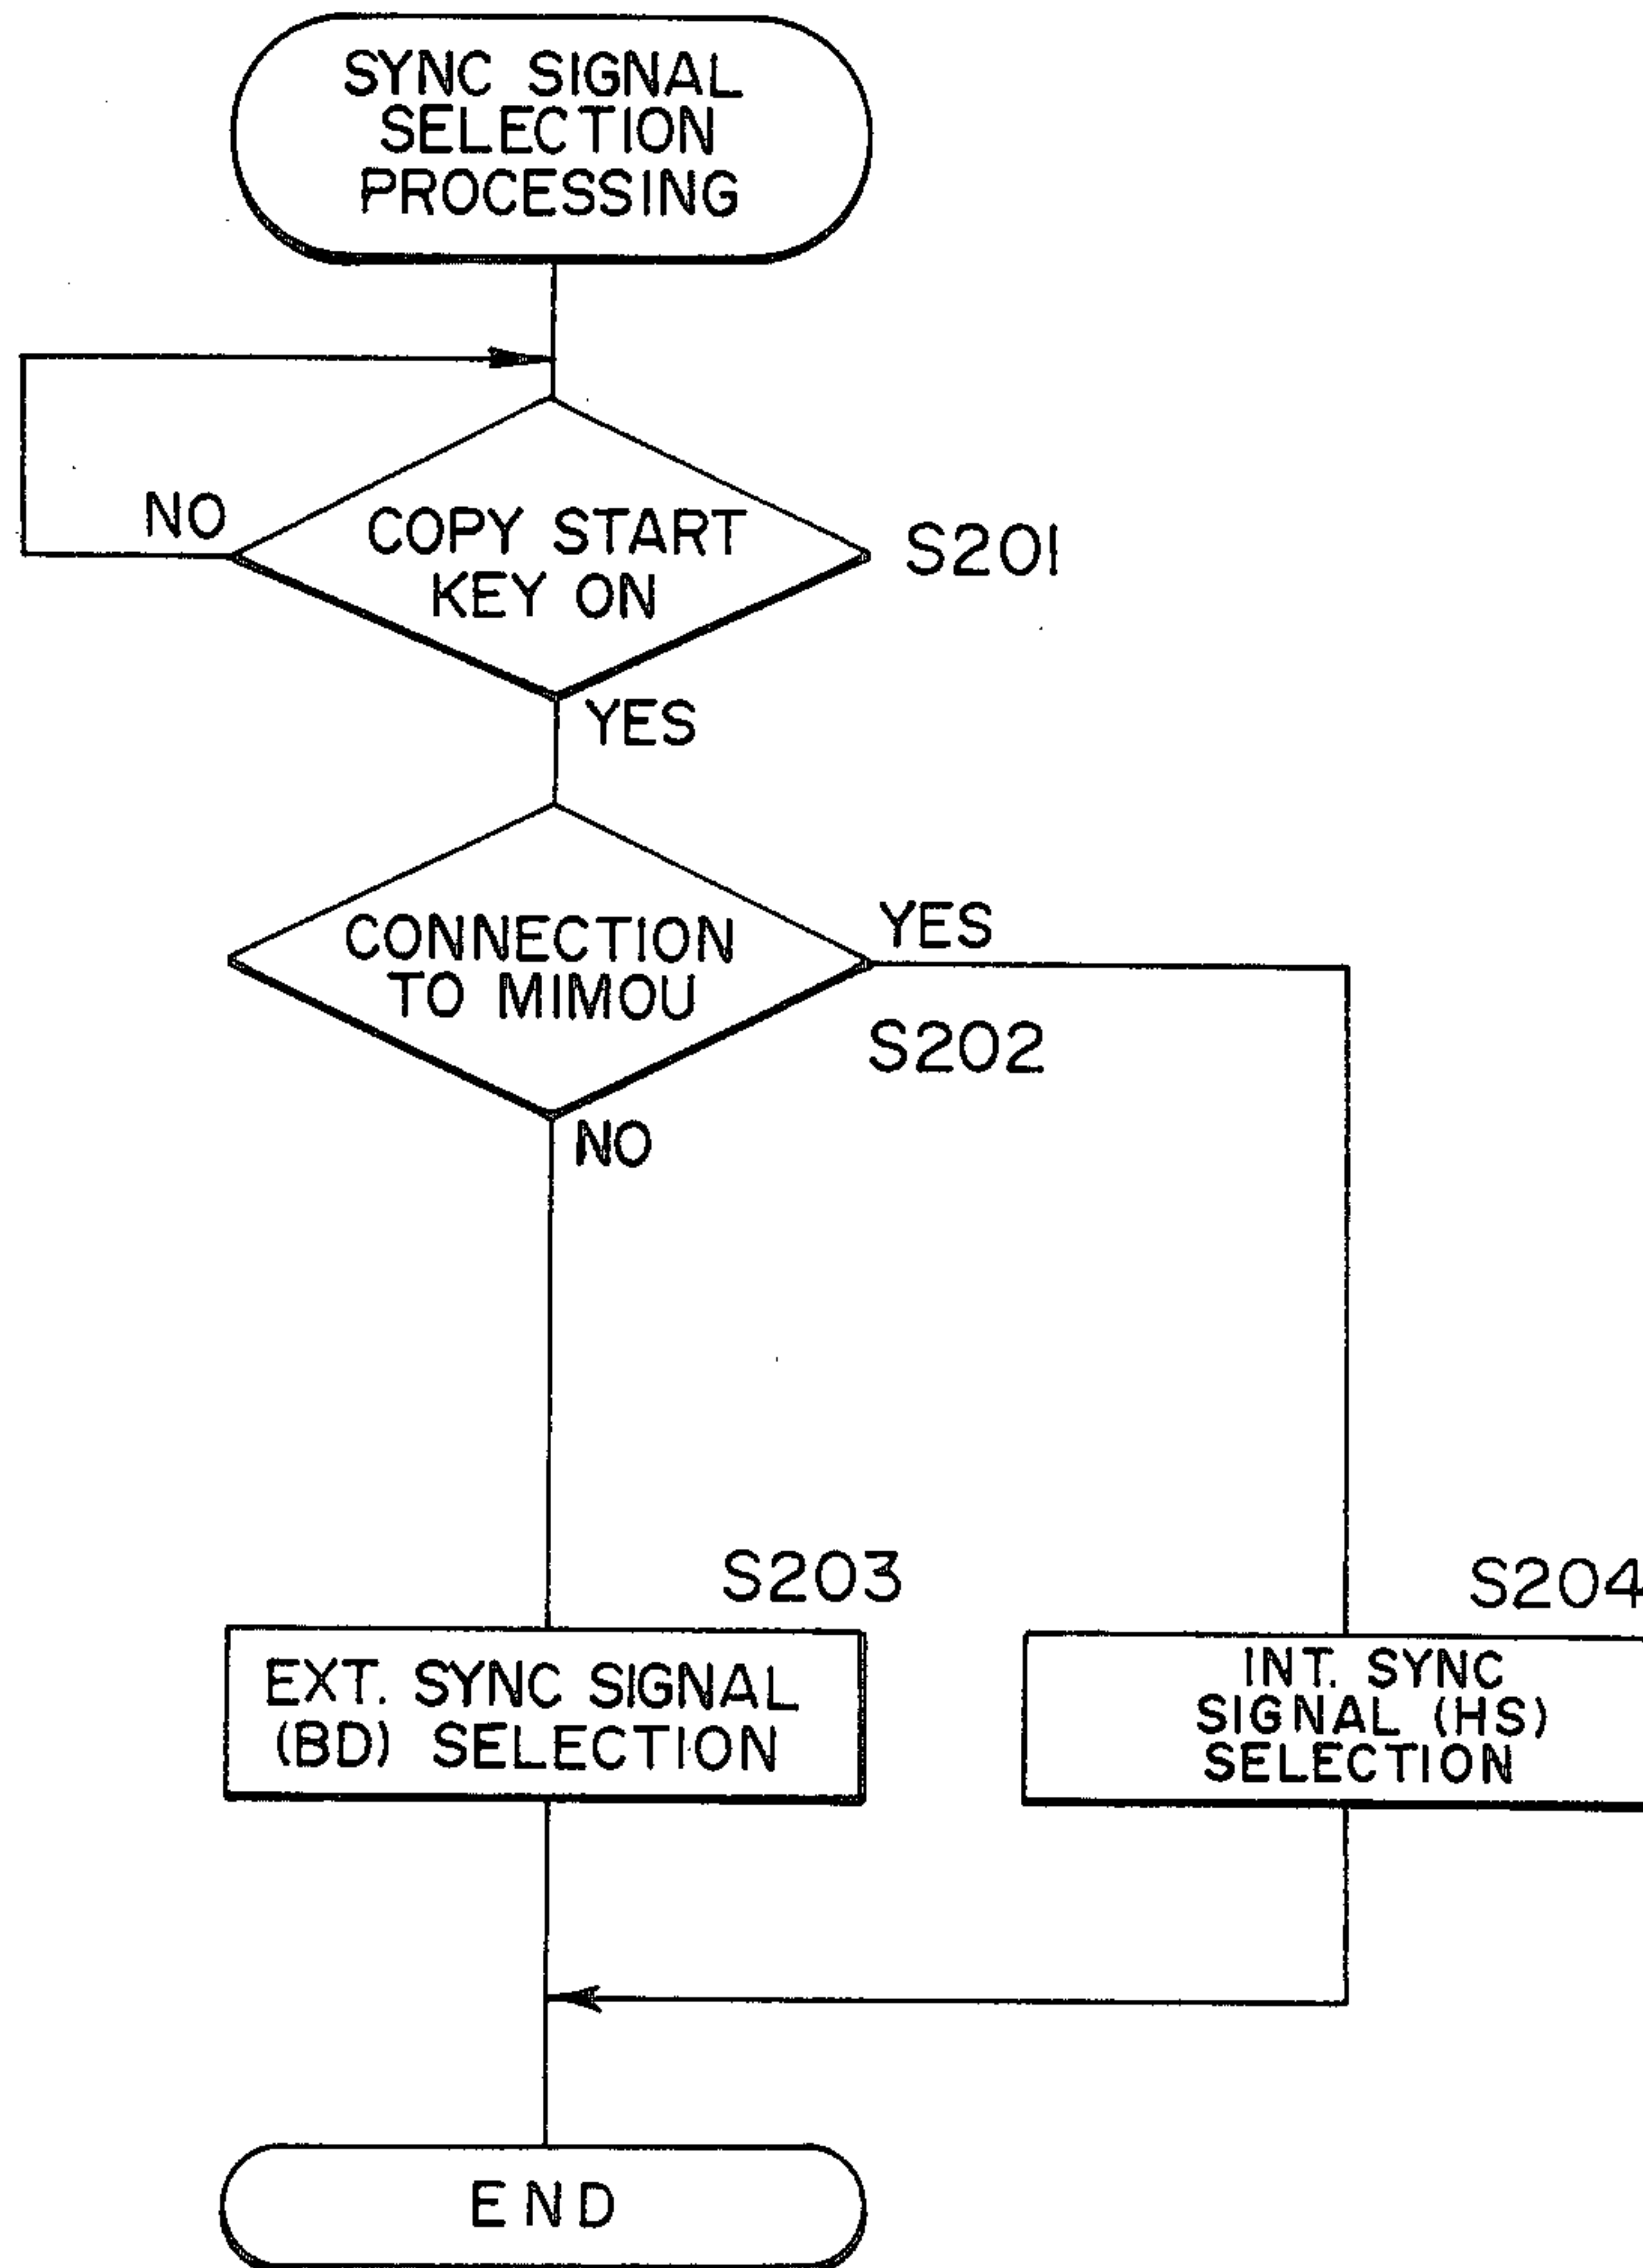 SYNC SIGNAL
SELECTION
PROCESSING
NO
COPY START
KEY ON
S201
YES
CONNECTION
TO MIMOU
YES
S202
NO
S203
EXT. SYNC SIGNAL
(BD) SELECTION
S204
INT. SYNC
SIGNAL (HS)
SELECTION
END